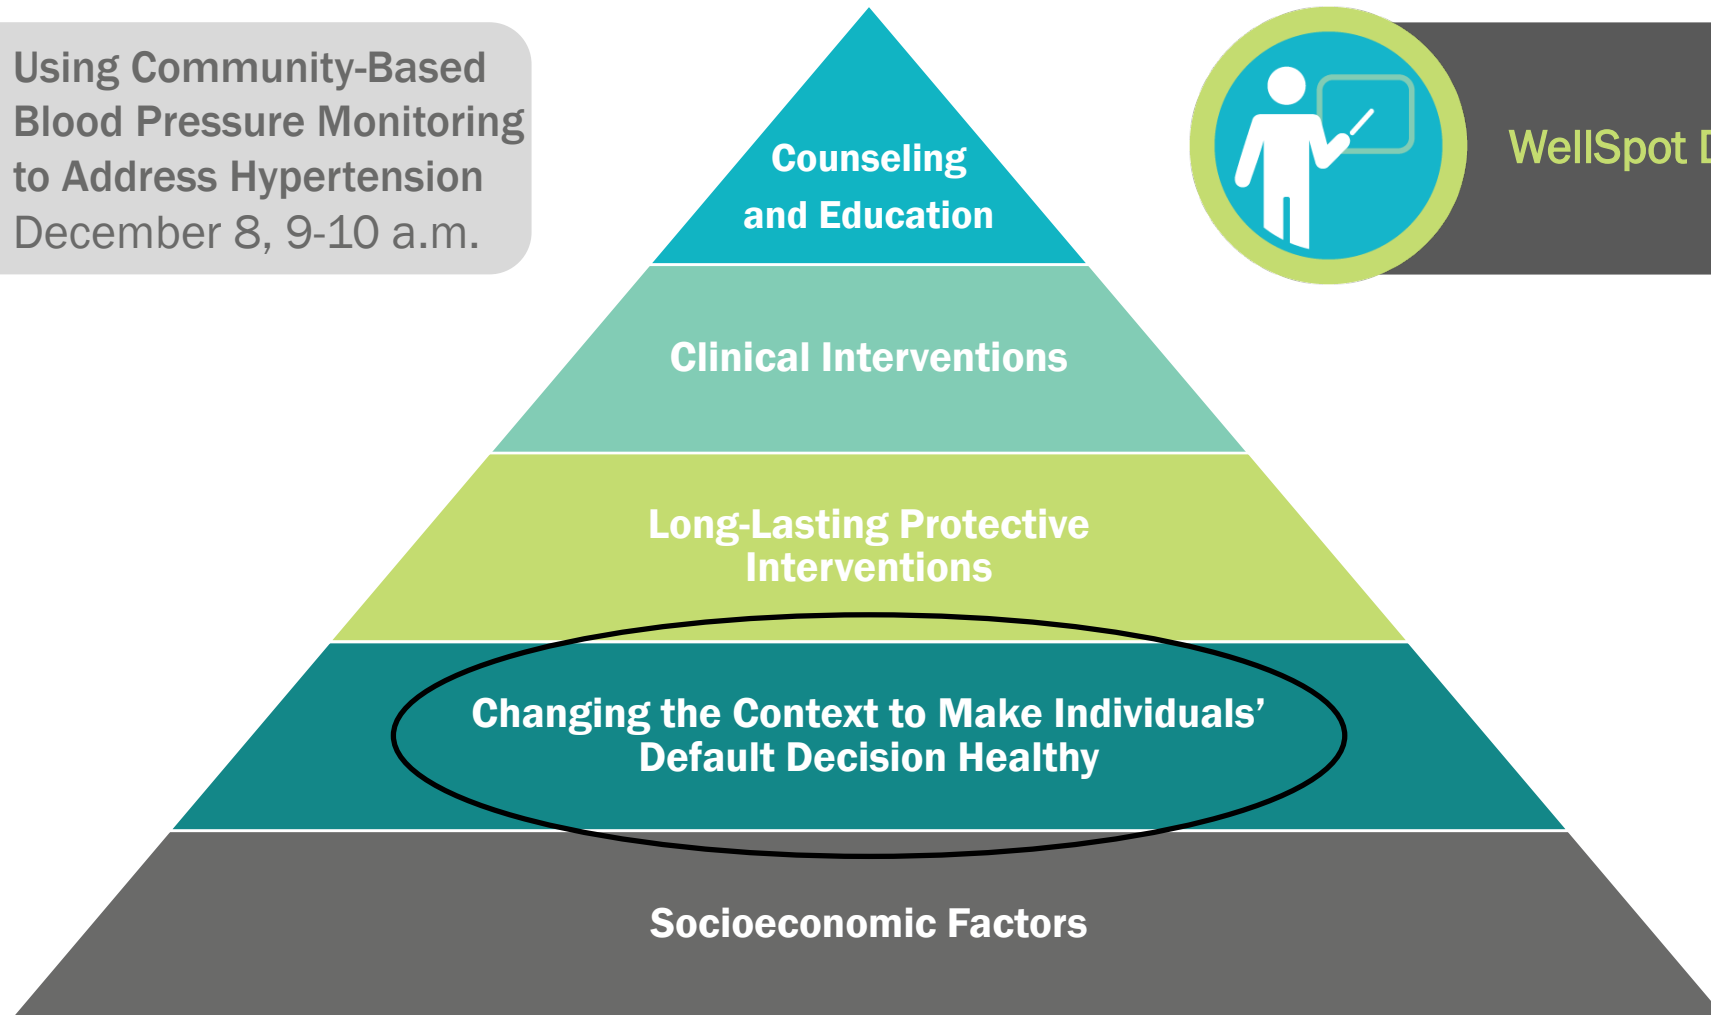 Using Community-Based
Blood Pressure Monitoring
to Address Hypertension
December 8, 9-10 a.m.
WellSpot
Counseling
and Education
Clinical Interventions
Long-Lasting Protective
Interventions
Changing the Context to Make Individuals’
Default Decision Healthy
Socioeconomic Factors